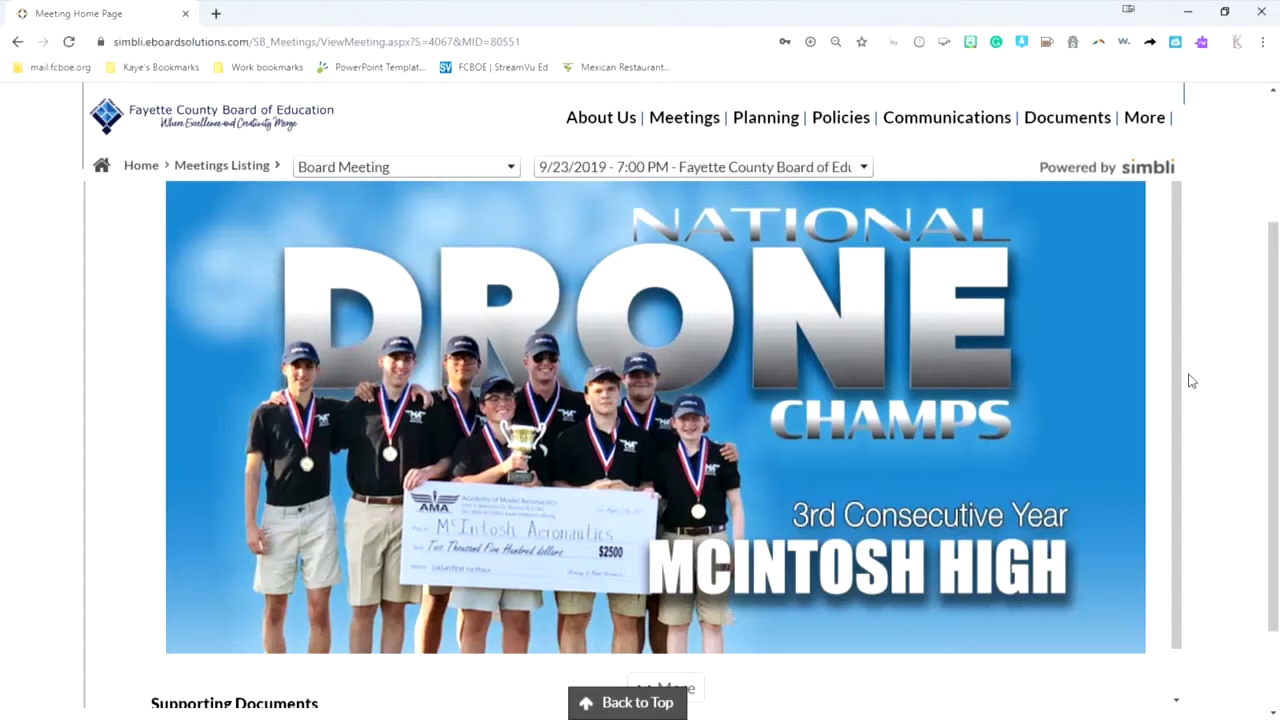 Meeting Home Page
simbli.eboardsolutions.com/SB_Meetings/ViewMeeting.aspx?S=4067&MID=80551
mail.fcboe.org Kaye's Bookmarks Work bookmarks PowerPoint Templat... FCBOE | StreamVu Ed Mexican Restaurant...
Fayette County Board of Education
Where Excellence and Creativity Merge
About Us | Meetings | Planning | Policies | Communications | Documents | More |
Home > Meetings Listing > Board Meeting 9/23/2019 - 7:00 PM - Fayette County Board of Edu Powered by simbli
NATIONAL
DRONE
CHAMPS
AMA
Academy of Model Aeronautics
McIntosh Aeronautics
Two Thousand Five Hundred dollars $2500
UAS4STEM 1st Place
3rd Consecutive Year
MCINTOSH HIGH
More
Back to Top
Supporting Documents